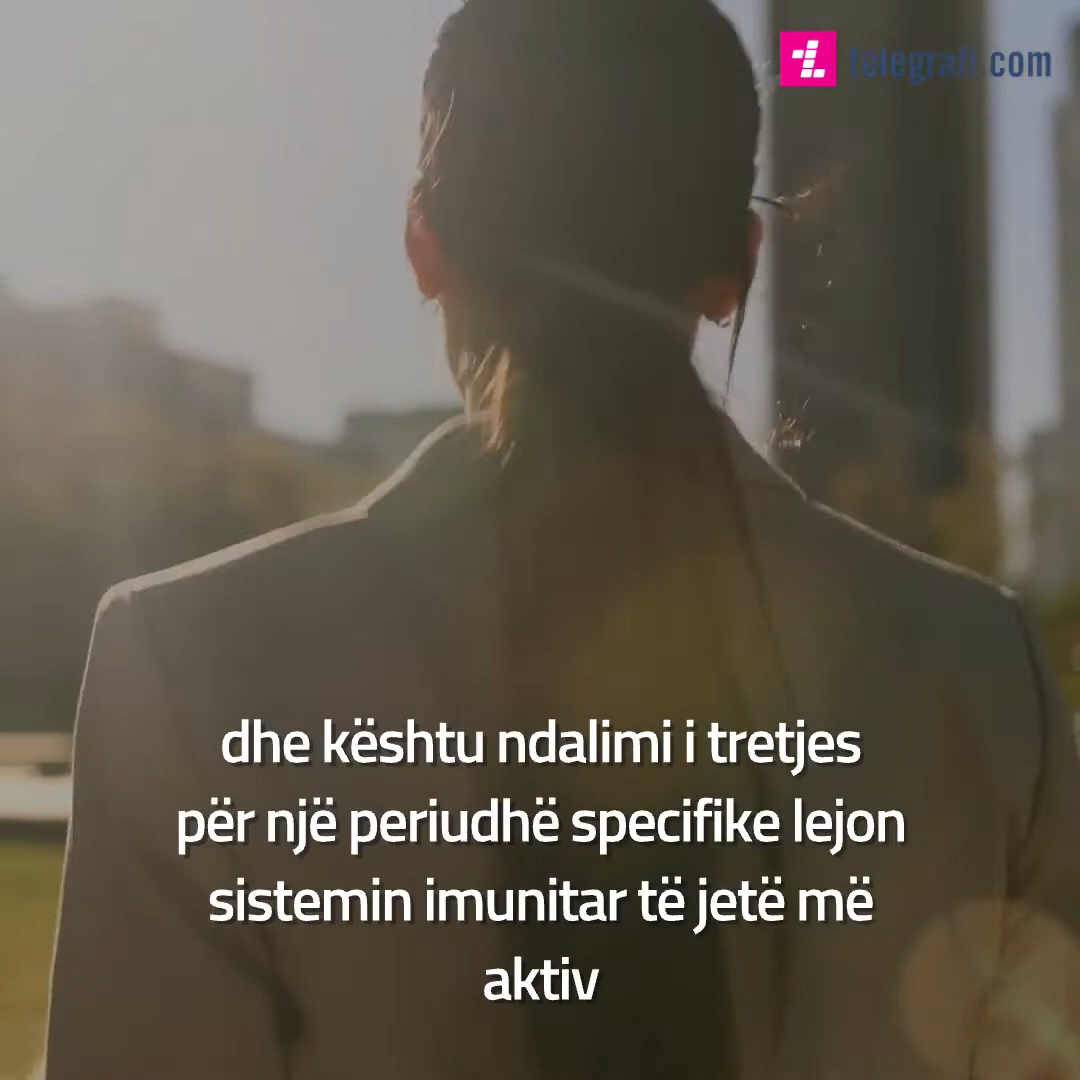 telegrafi.com
dhe kështu ndalimi i tretjes
për një periudhë specifike lejon
sistemin imunitar të jetë më
aktiv